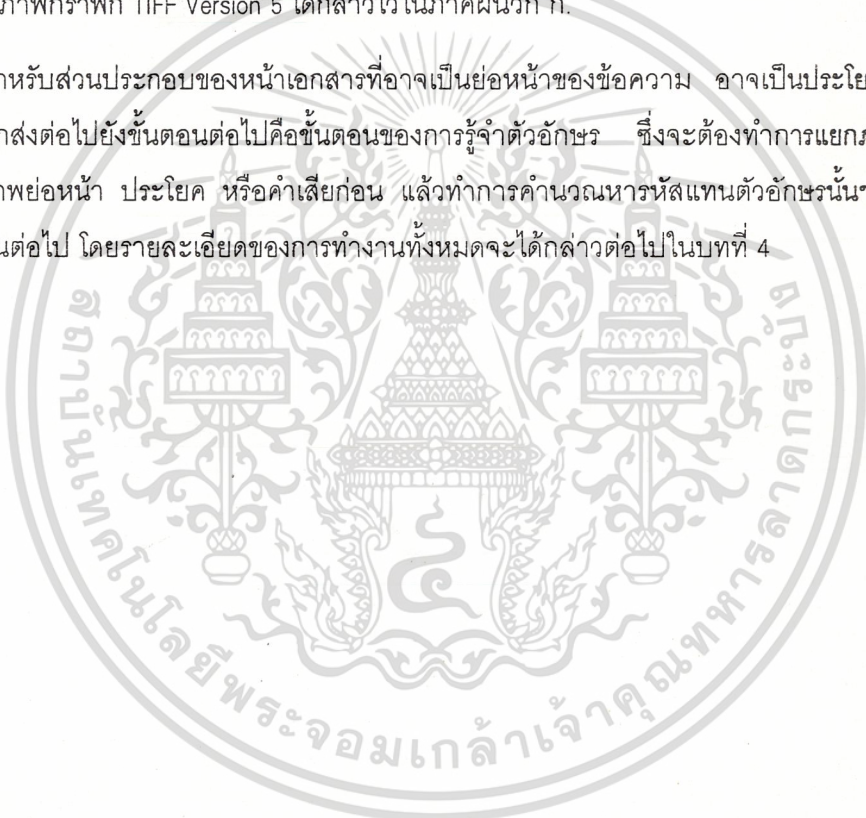 ภาพกราฟิก TIFF Version 5 ได้กล่าวไว้ในภาคผนวก ก.
หรับส่วนประกอบของหน้าเอกสารที่อาจเป็นย่อหน้าของข้อความ อาจเป็นประโย
กส่งต่อไปยังขั้นตอนต่อไปคือขั้นตอนของการรู้จำตัวอักษร ซึ่งจะต้องทำการแยกภ
าพย่อหน้า ประโยค หรือคำเสียก่อน แล้วทำการคำนวณหารหัสแทนตัวอักษรนั้นๆ
นต่อไป โดยรายละเอียดของการทำงานทั้งหมดจะได้กล่าวต่อไปในบทที่ 4
สถาบันเทคโนโลยีพระจอมเกล้าเจ้าคุณทหารลาดกระบัง